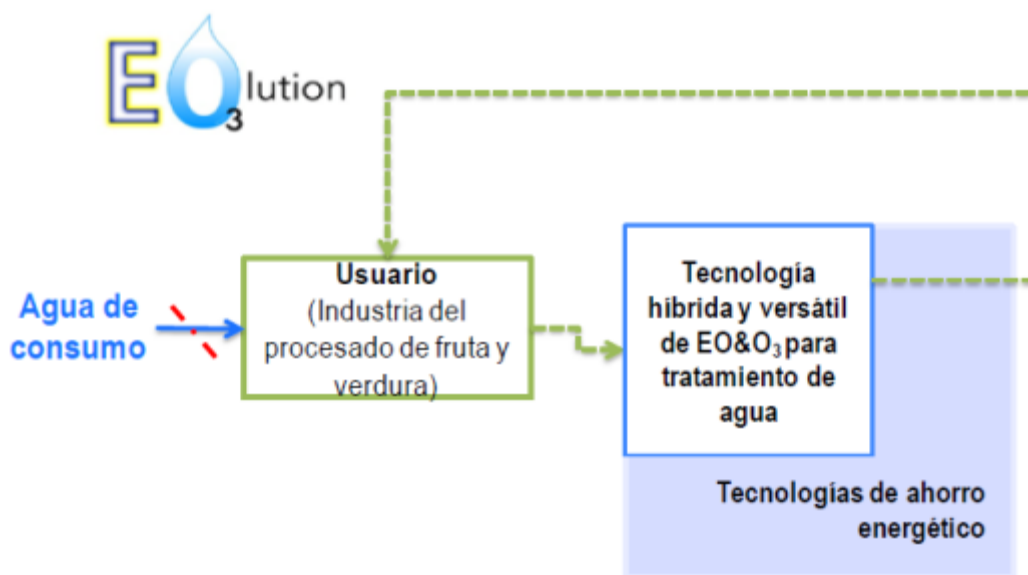 EO₃lution
Agua de
consumo
Usuario
(Industria del
procesado de fruta y
verdura)
Tecnología
híbrida y versátil
de EO&O₃ para
tratamiento de
agua
Tecnologías de ahorro
energético